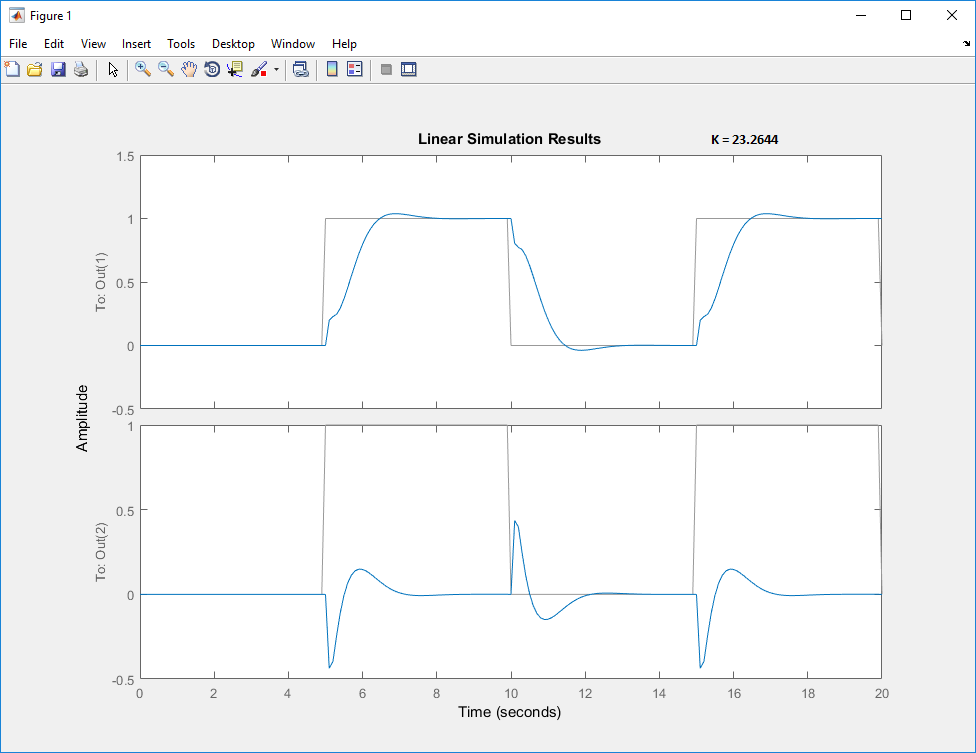 Figure 1
File Edit View Insert Tools Desktop Window Help
Linear Simulation Results K = 23.2644
1.5
1
0.5
0
-0.5
To: Out(1)
Amplitude
1
0.5
0
-0.5
To: Out(2)
0 2 4 6 8 10 12 14 16 18 20
Time (seconds)